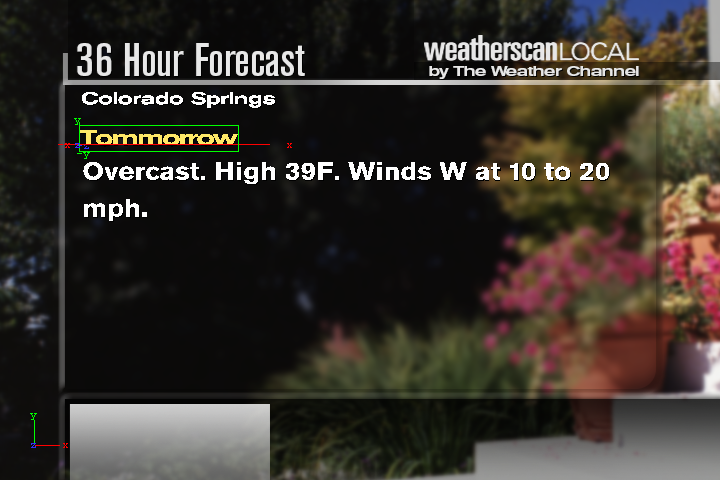 36 Hour Forecast
weatherscanLOCAL
by The Weather Channel
Colorado Springs
Tommorrow
Overcast. High 39F. Winds W at 10 to 20
mph.
y
x
x
y
z
y
z
x